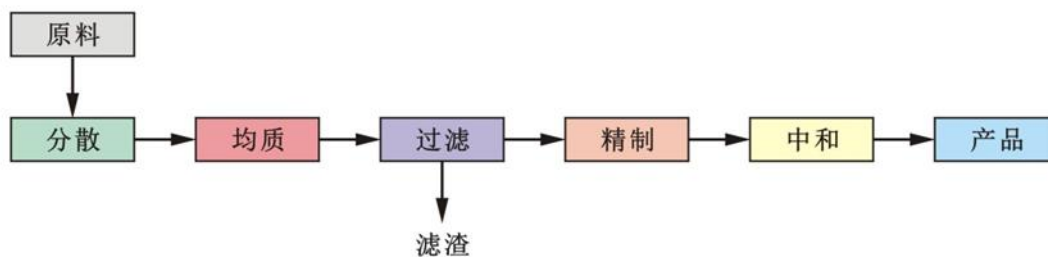 原料
分散 均质 过滤 精制 中和 产品
滤渣